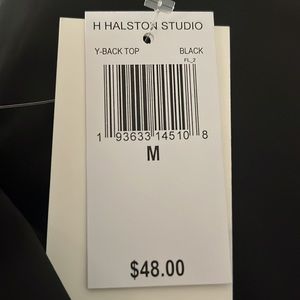 H HALSTON STUDIO
Y-BACK TOP BLACK
FL_2
1 93633 14510 8
M
$48.00